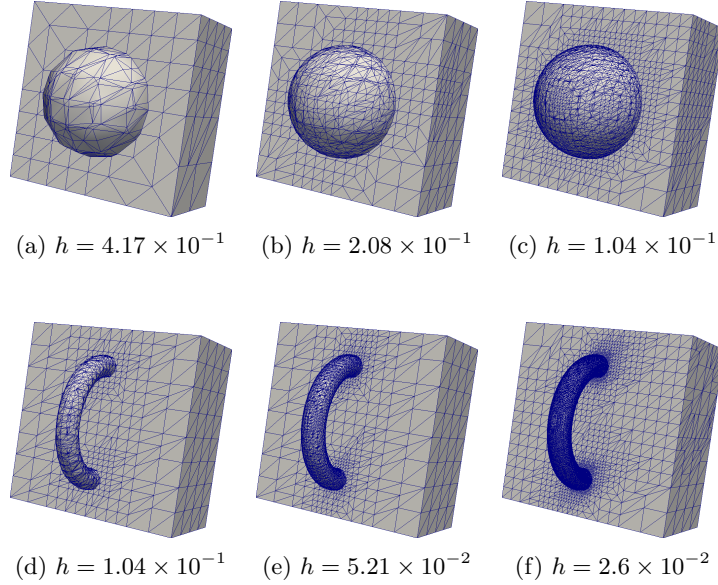 (a) h = 4.17 × 10⁻¹
(b) h = 2.08 × 10⁻¹
(c) h = 1.04 × 10⁻¹
(d) h = 1.04 × 10⁻¹
(e) h = 5.21 × 10⁻²
(f) h = 2.6 × 10⁻²